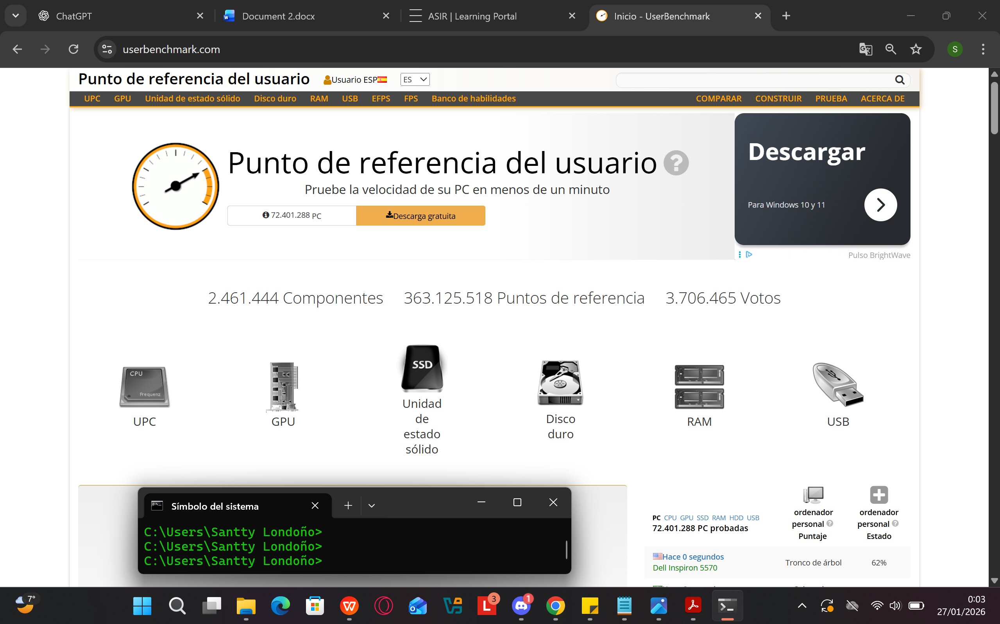 ChatGPT
Document 2.docx
ASIR | Learning Portal
Inicio - UserBenchmark
userbenchmark.com
S
Punto de referencia del usuario
Usuario ESP
ES
UPC GPU Unidad de estado sólido Disco duro RAM USB EFPS FPS Banco de habilidades COMPARAR CONSTRUIR PRUEBA ACERCA DE
Punto de referencia del usuario
Pruebe la velocidad de su PC en menos de un minuto
72.401.288 PC
Descarga gratuita
Descargar
Para Windows 10 y 11
Pulso BrightWave
2.461.444 Componentes 363.125.518 Puntos de referencia 3.706.465 Votos
CPU
Frequenz
UPC
GPU
SSD
Unidad
de
estado
sólido
Disco
duro
RAM
USB
Símbolo del sistema
C:\Users\Santty Londoño>
C:\Users\Santty Londoño>
C:\Users\Santty Londoño>
PC CPU GPU SSD RAM HDD USB
72.401.288 PC probadas
ordenador
personal
Puntaje
ordenador
personal
Estado
Hace 0 segundos
Dell Inspiron 5570
Tronco de árbol
62%
7°
3
1
0:03
27/01/2026